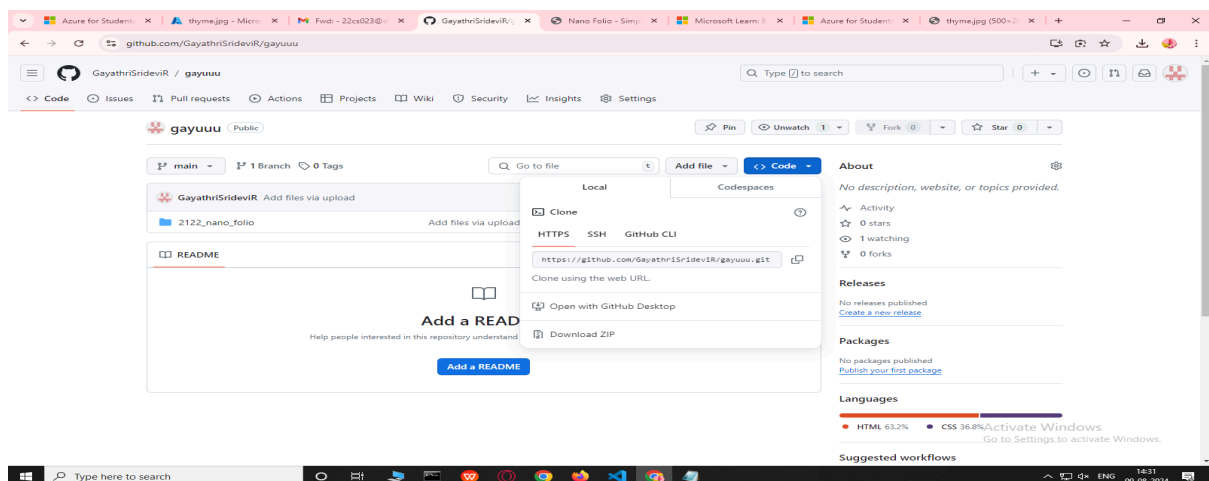 Azure for Students
thyme.jpg - Micro
Fwd: - 22cs023@
GayathriSrideviR/g
Nano Folio - Simp
Microsoft Learn:
Azure for Students
thyme.jpg (500×2
github.com/GayathriSrideviR/gayuuu
GayathriSrideviR / gayuuu
Type / to search
Code Issues Pull requests Actions Projects Wiki Security Insights Settings
gayuuu Public
Pin Unwatch 1 Fork 0 Star 0
main 1 Branch 0 Tags
Go to file t
Add file <> Code
About
Local Codespaces
No description, website, or topics provided.
GayathriSrideviR Add files via upload
Clone
Activity
2122_nano_folio Add files via upload
HTTPS SSH GitHub CLI
0 stars
1 watching
0 forks
README
https://github.com/GayathriSrideviR/gayuuu.git
Clone using the web URL.
Releases
Open with GitHub Desktop
No releases published
Create a new release
Add a READ
Help people interested in this repository understand
Download ZIP
Packages
No packages published
Publish your first package
Add a README
Languages
HTML 63.2% CSS 36.8%
Activate Windows
Go to Settings to activate Windows.
Suggested workflows
Type here to search
ENG
14:31
09-08-2024